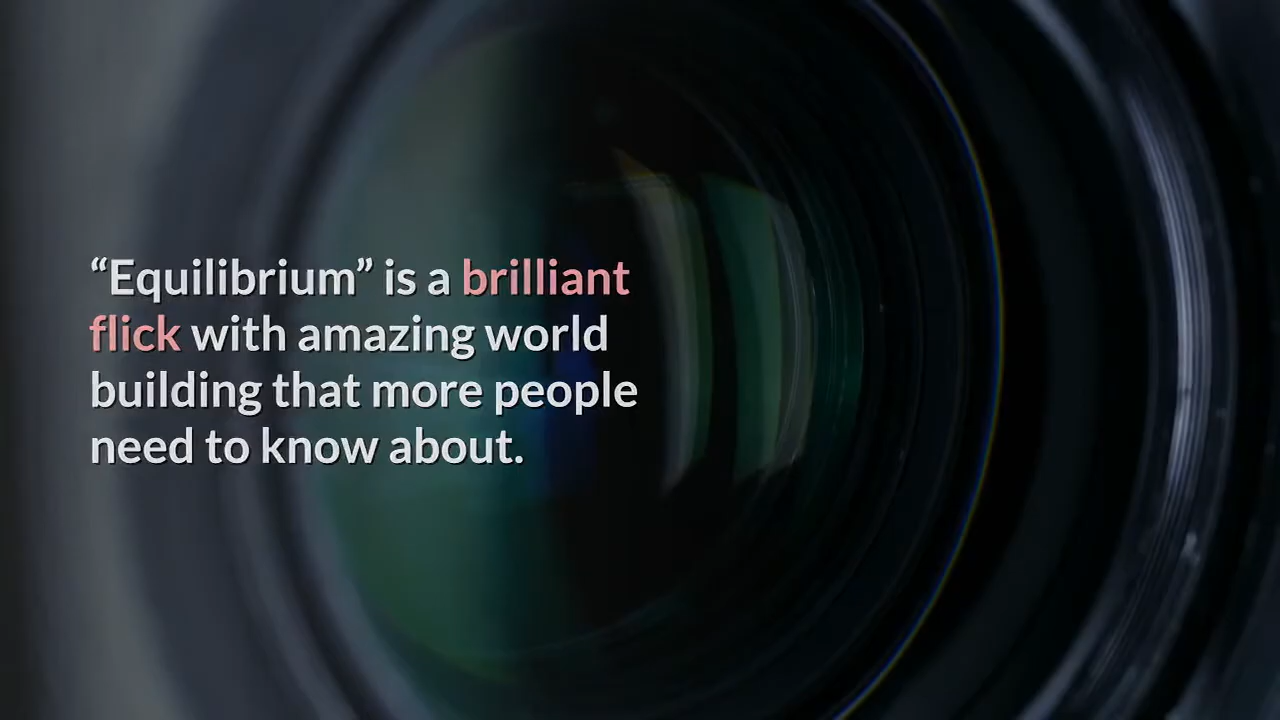 “Equilibrium” is a brilliant
flick with amazing world
building that more people
need to know about.